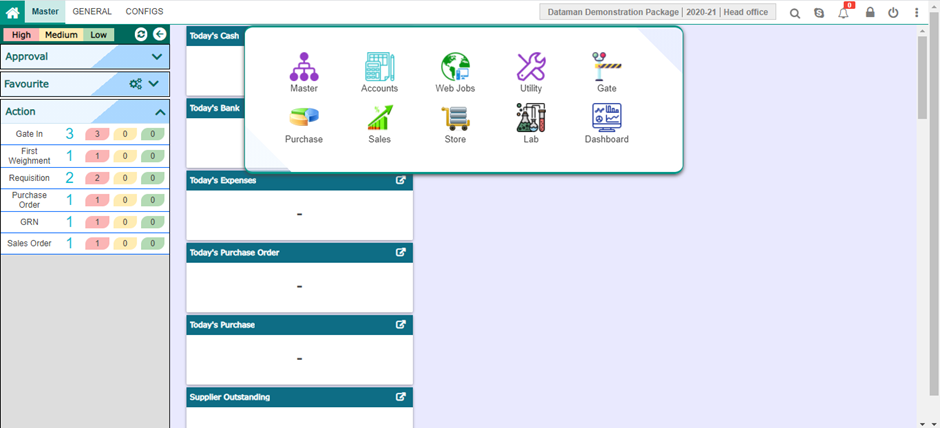 Master GENERAL CONFIGS
Dataman Demonstration Package | 2020-21 | Head office
8
High Medium Low
Approval
Favourite
Action
Gate In 3 3 0 0
First
Weighment 1 1 0 0
Requisition 2 2 0 0
Purchase
Order 1 1 0 0
GRN 1 1 0 0
Sales Order 1 1 0 0
Today's Cash
Master Accounts Web Jobs Utility Gate
Today's Bank
Purchase Sales Store Lab Dashboard
Today's Expenses
-
Today's Purchase Order
-
Today's Purchase
-
Supplier Outstanding